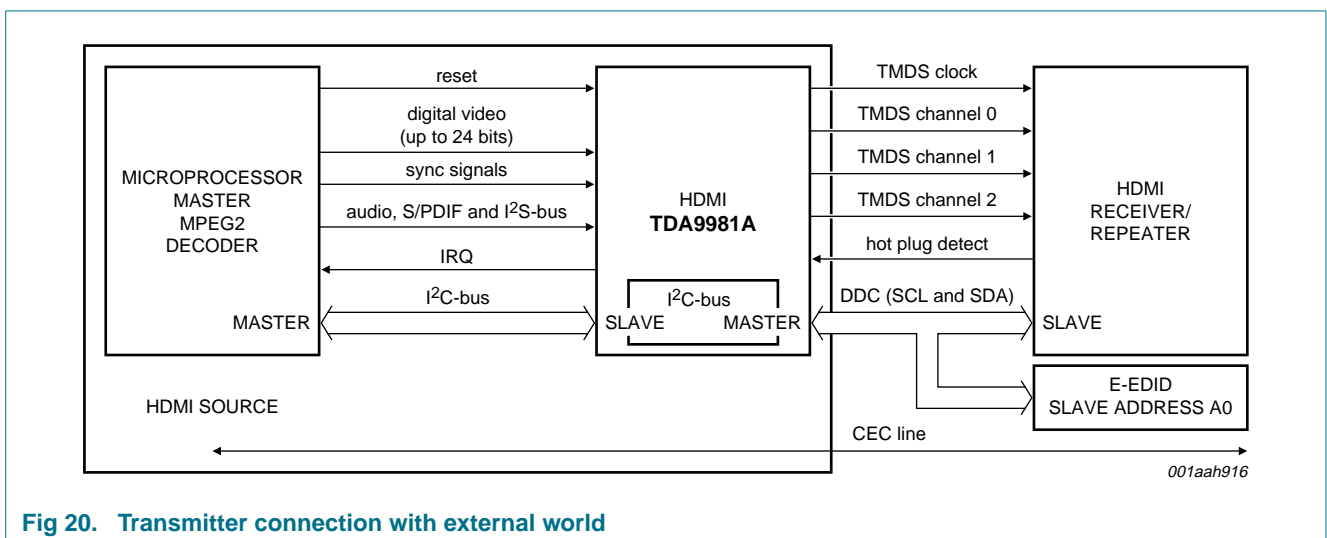 reset
digital video
(up to 24 bits)
sync signals
audio, S/PDIF and I2S-bus
IRQ
I2C-bus
MICROPROCESSOR
MASTER
MPEG2
DECODER
MASTER
HDMI
TDA9981A
I2C-bus
SLAVE MASTER
TMDS clock
TMDS channel 0
TMDS channel 1
TMDS channel 2
hot plug detect
DDC (SCL and SDA)
HDMI
RECEIVER/
REPEATER
SLAVE
E-EDID
SLAVE ADDRESS A0
HDMI SOURCE
CEC line
001aah916
Fig 20. Transmitter connection with external world